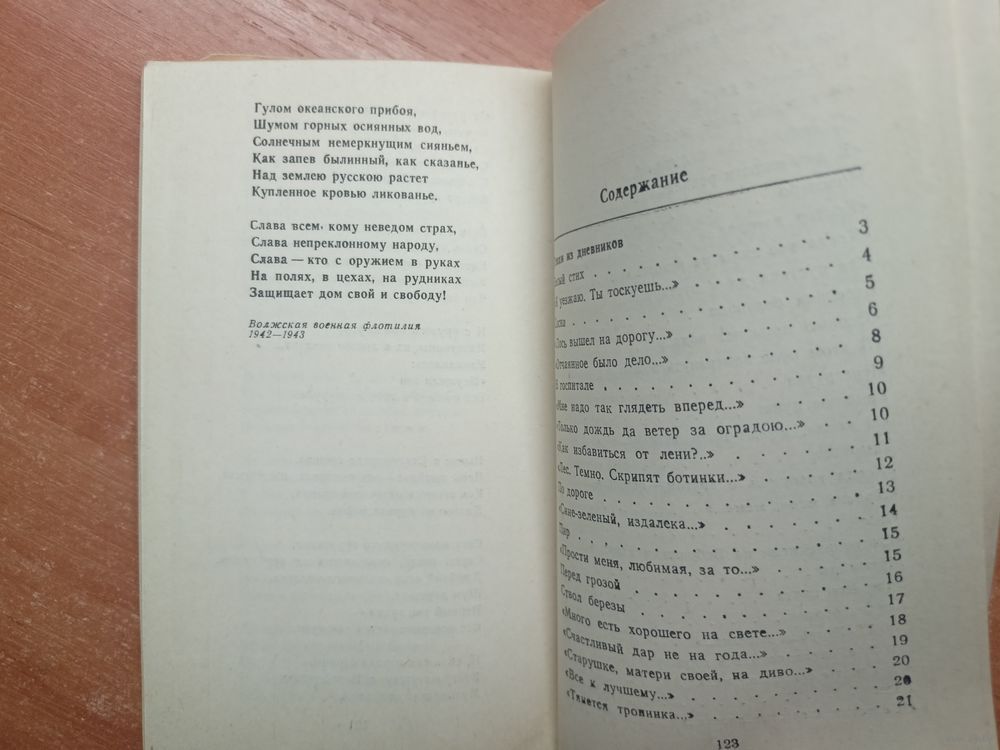 Гулом океанского прибоя,
Шумом горных осиянных вод,
Солнечным немеркнущим сияньем,
Как запев былинный, как сказанье,
Над землею русскою растет
Купленное кровью ликованье.
Слава всем, кому неведом страх,
Слава непреклонному народу,
Слава — кто с оружием в руках
На полях, в цехах, на рудниках
Защищает дом свой и свободу!
Волжская военная флотилия
1942—1943
Содержание
из дневников
стих . . . . . . . . . . 3
уезжаю. Ты тоскуешь...» . . . . . . 4
. . . . . . . . . . 5
вышел на дорогу...» . . . . . . 6
«Отчаянное было дело...» . . . . . . 8
В госпитале . . . . . . . . . . 9
«Мне надо так глядеть вперед...» . . . . 10
«Только дождь да ветер за оградою...» . . 10
«Как избавиться от лени?..» . . . . . 11
«Лес. Темно. Скрипят ботинки...» . . . . 12
По дороге . . . . . . . . . . 13
«Сине-зеленый, издалека...» . . . . . 14
Пир . . . . . . . . . . . 15
«Прости меня, любимая, за то...» . . . . 15
Перед грозой . . . . . . . . . 16
Ствол березы . . . . . . . . . 17
«Много есть хорошего на свете...» . . . . 18
«Счастливый дар не на года...» . . . . 19
«Старушке, матери своей, на диво...» . . . 20
«Все к лучшему...» . . . . . . . 20
«Тянется тропинка...» . . . . . . 21
123